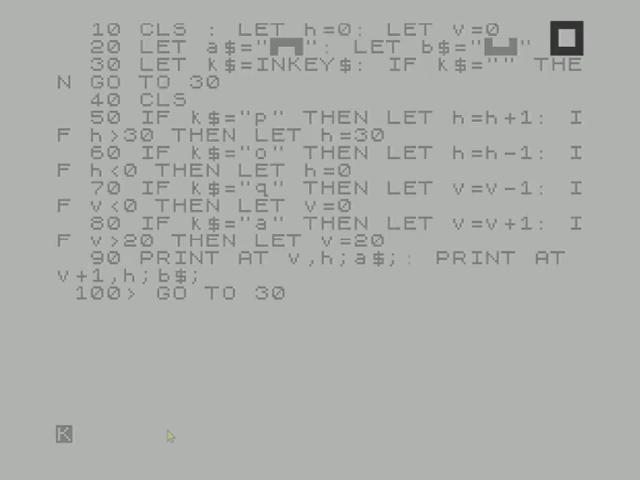 10 CLS : LET h=0: LET v=0
20 LET a$="▛▀▜": LET b$="▙▄▟"
30 LET k$=INKEY$: IF k$="" THE
N GO TO 30
40 CLS
50 IF k$="p" THEN LET h=h+1: I
F h>30 THEN LET h=30
60 IF k$="o" THEN LET h=h-1: I
F h<0 THEN LET h=0
70 IF k$="q" THEN LET v=v-1: I
F v<0 THEN LET v=0
80 IF k$="a" THEN LET v=v+1: I
F v>20 THEN LET v=20
90 PRINT AT v,h;a$;: PRINT AT
v+1,h;b$;
100> GO TO 30
K